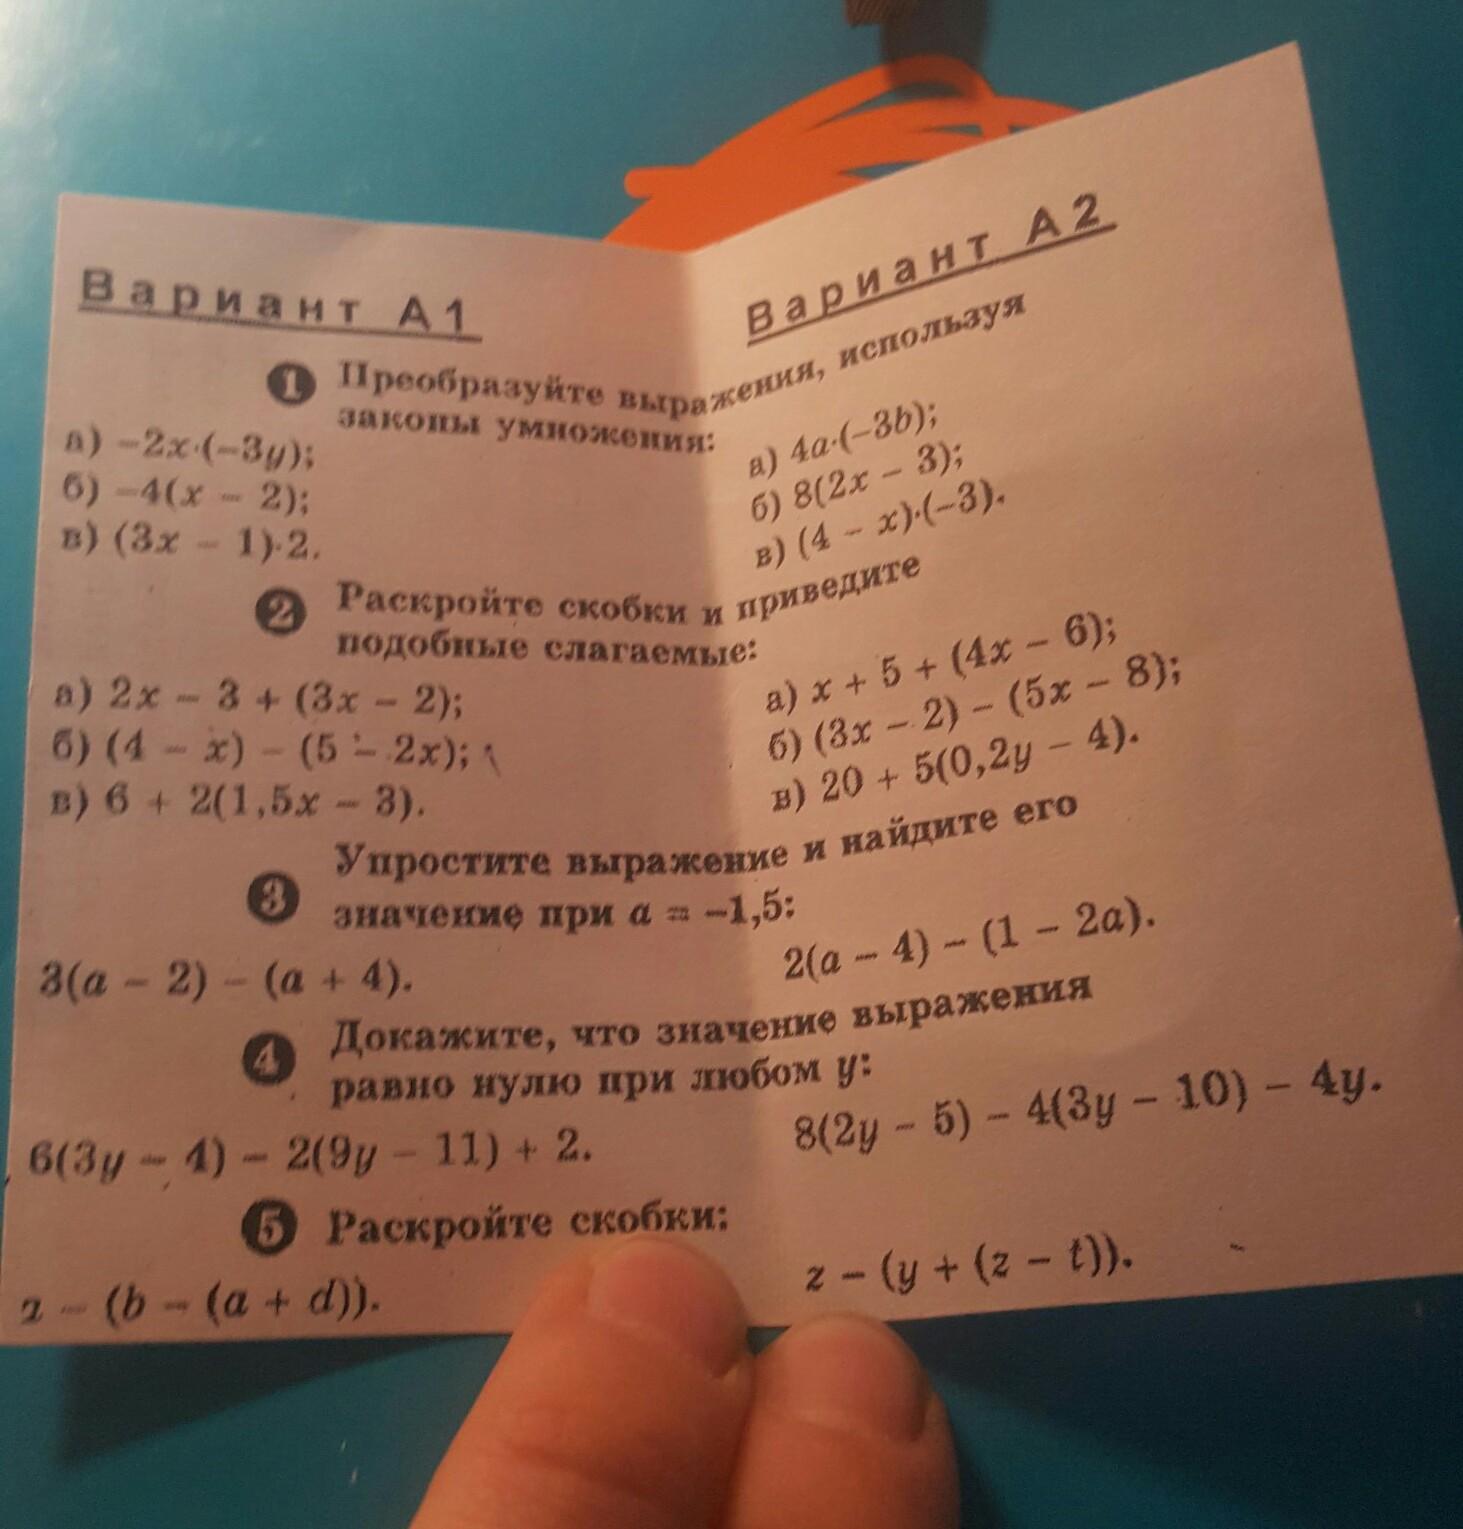 Вариант А1
Вариант А2
1 Преобразуйте выражения, используя
законы умножения:
а) –2x·(–3y);
б) –4(x – 2);
в) (3x – 1)·2.
а) 4a·(–3b);
б) 8(2x – 3);
в) (4 – x)·(–3).
2 Раскройте скобки и приведите
подобные слагаемые:
а) 2x – 3 + (3x – 2);
б) (4 – x) – (5 – 2x);
в) 6 + 2(1,5x – 3).
а) x + 5 + (4x – 6);
б) (3x – 2) – (5x – 8);
в) 20 + 5(0,2y – 4).
3 Упростите выражение и найдите его
значение при a = –1,5:
3(a – 2) – (a + 4).
2(a – 4) – (1 – 2a).
4 Докажите, что значение выражения
равно нулю при любом y:
6(3y – 4) – 2(9y – 11) + 2.
8(2y – 5) – 4(3y – 10) – 4y.
5 Раскройте скобки:
– (b – (a + d)).
z – (y + (z – t)).